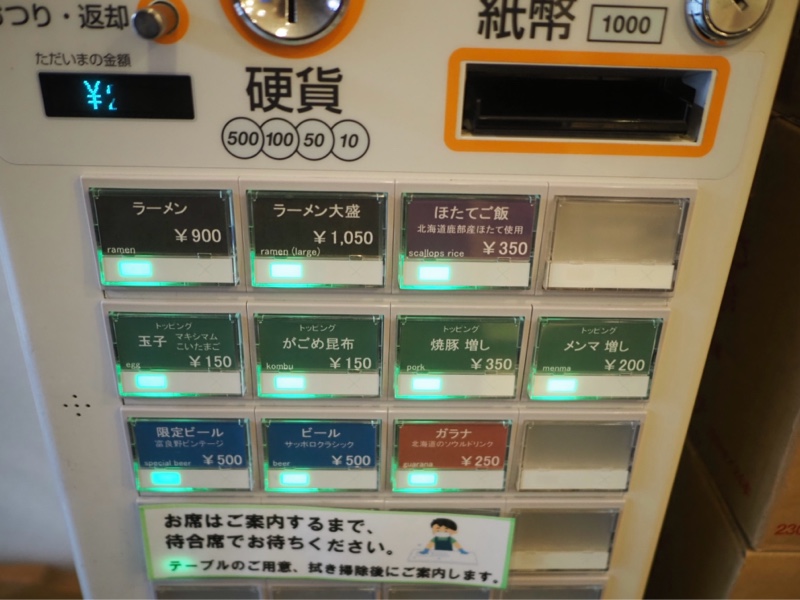 おつり・返却
ただいまの金額
¥
硬貨
500 100 50 10
紙幣 1000
ラーメン
¥900
ramen
ラーメン大盛
¥1,050
ramen (large)
ほたてご飯
北海道鹿部産ほたて使用
¥350
scallops rice
トッピング
玉子 マキシマム
こいたまご
¥150
egg
トッピング
がごめ昆布
¥150
kombu
トッピング
焼豚 増し
¥350
pork
トッピング
メンマ 増し
¥200
menma
限定ビール
富良野ビンテージ
¥500
special beer
ビール
サッポロクラシック
¥500
beer
ガラナ
北海道のソウルドリンク
¥250
guarana
お席はご案内するまで、
待合席でお待ちください。
テーブルのご用意、拭き掃除後にご案内します。